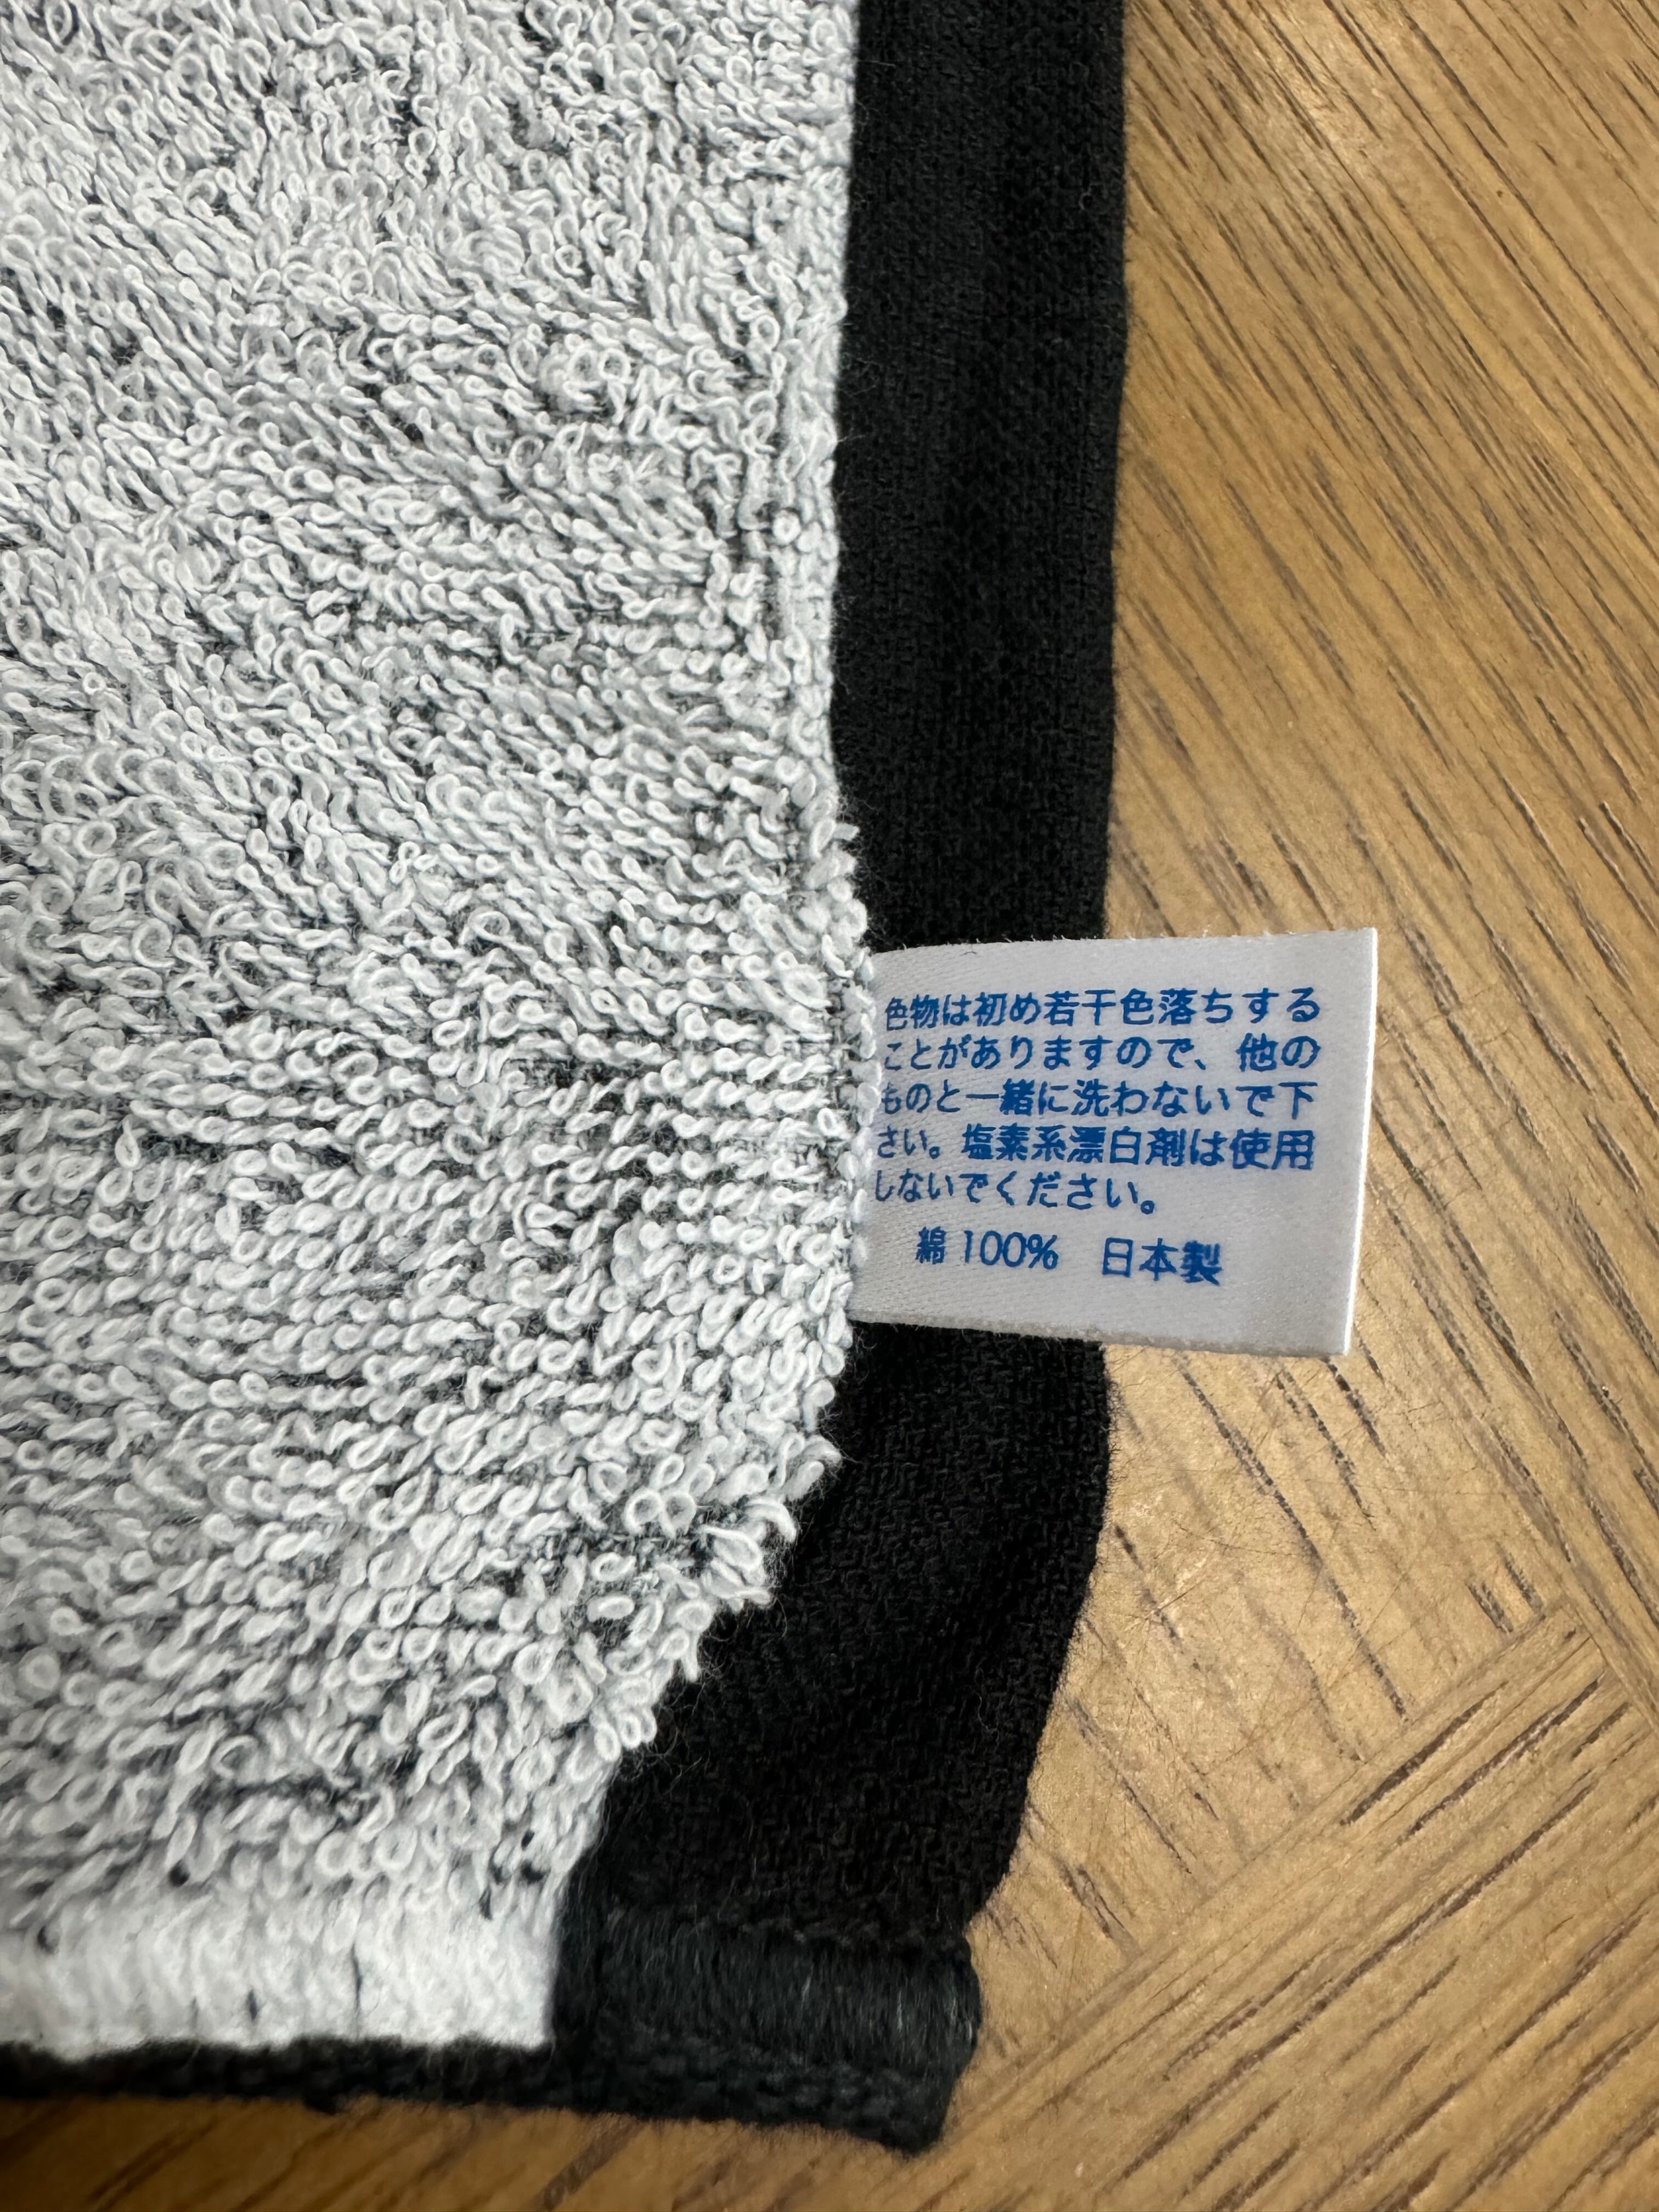 色物は初め若干色落ちする
ことがありますので、他の
ものと一緒に洗わないで下
さい。塩素系漂白剤は使用
しないでください。
綿100% 日本製